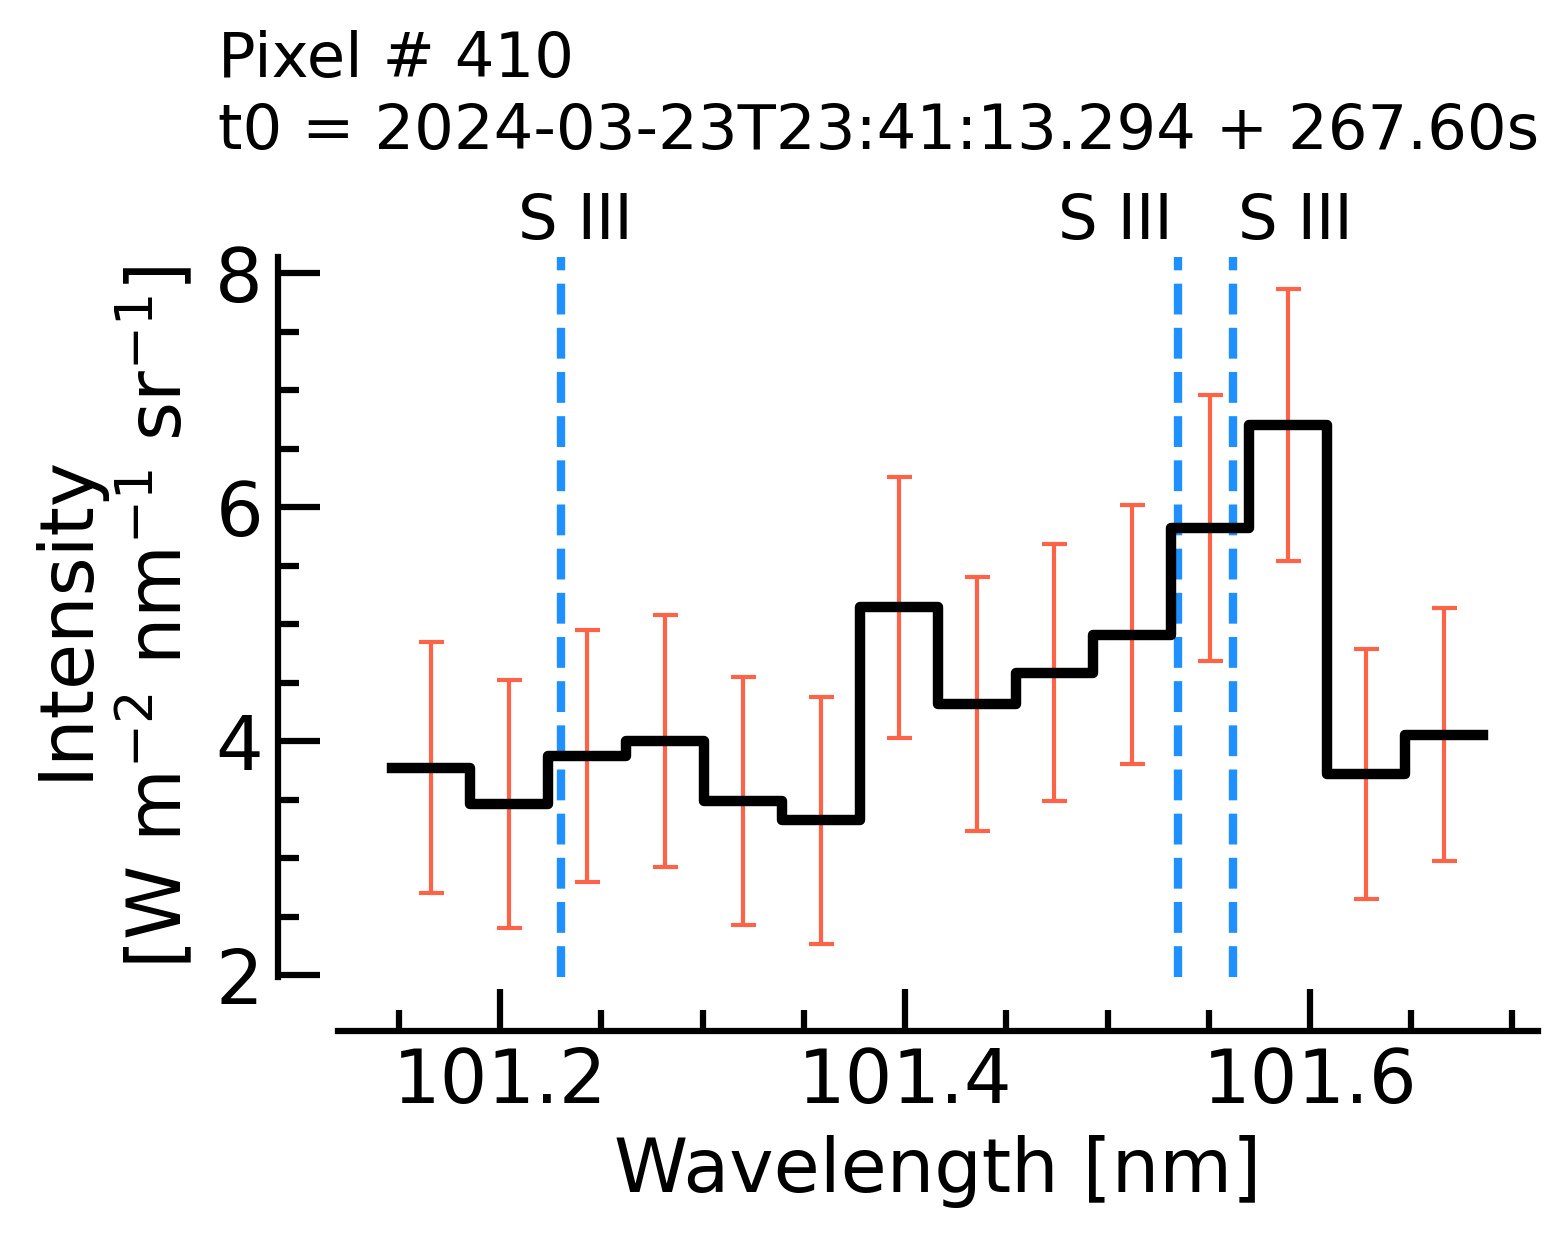 Pixel # 410
t0 = 2024-03-23T23:41:13.294 + 267.60s
S III S III S III
Intensity
[W m⁻² nm⁻¹ sr⁻¹]
8
6
4
2
101.2 101.4 101.6
Wavelength [nm]